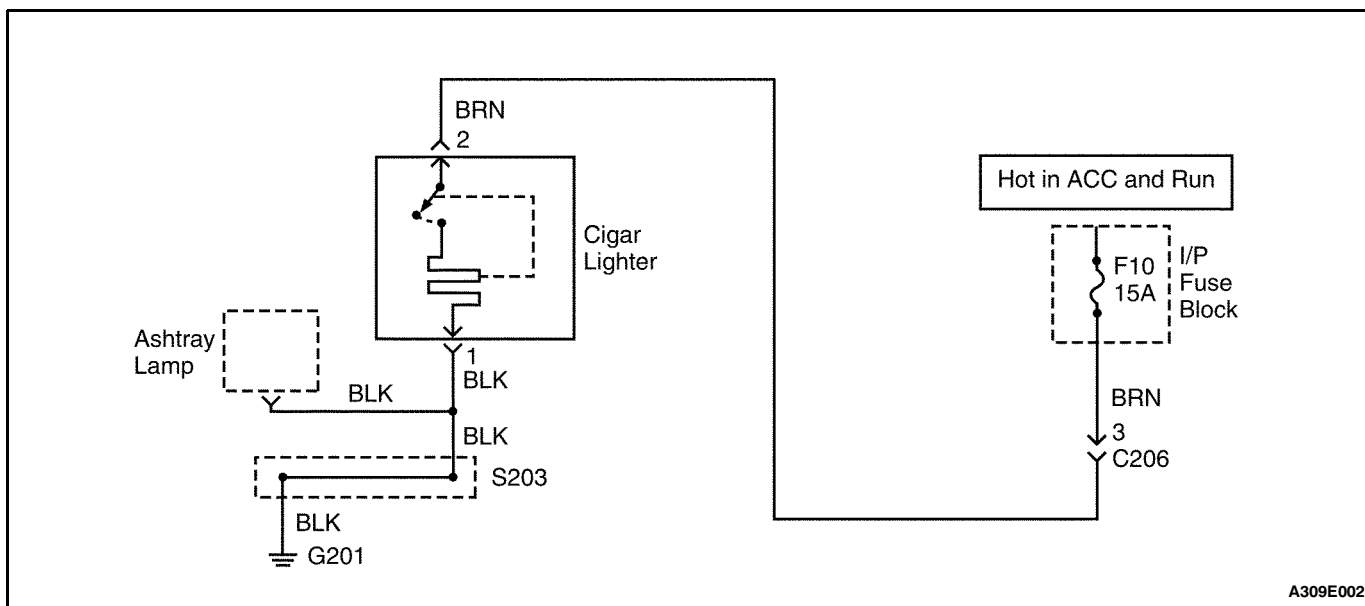 BRN
2
Hot in ACC and Run
Cigar
Lighter
I/P
Fuse
Block
F10
15A
Ashtray
Lamp
1
BLK
BLK
BRN
3
C206
BLK
S203
BLK
G201
A309E002